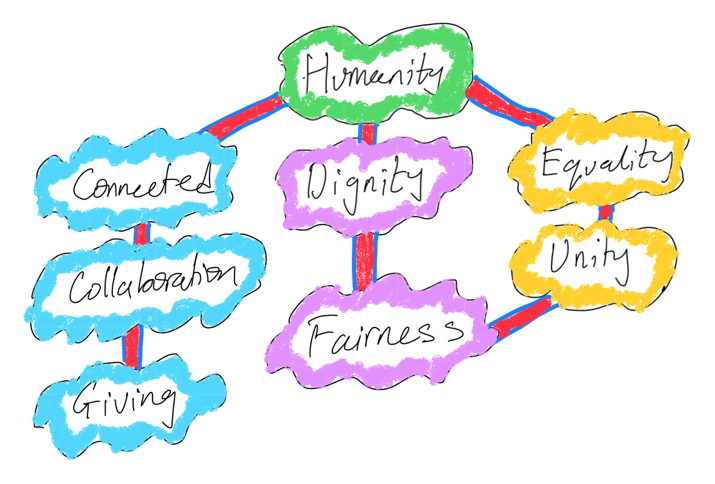 Humanity
Connected
Dignity
Equality
Collaboration
Unity
Fairness
Giving